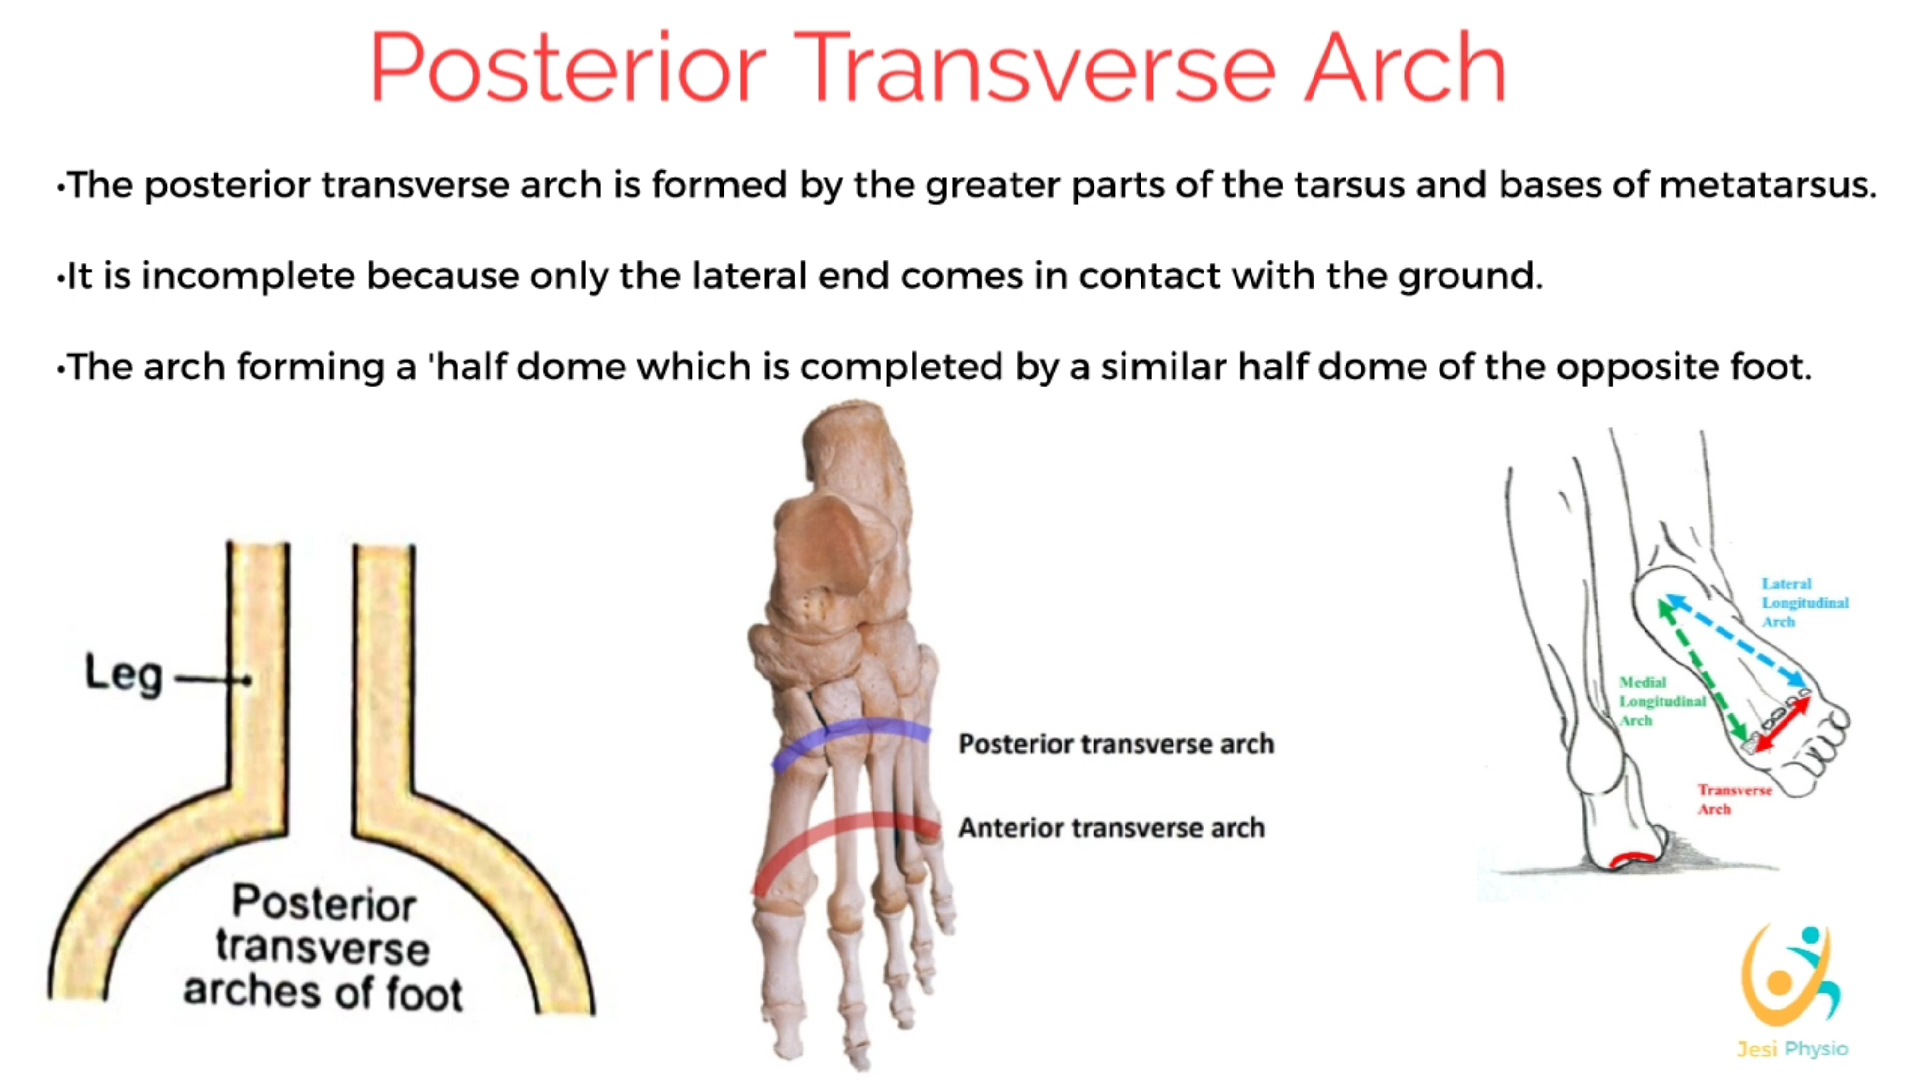 Posterior Transverse Arch
•The posterior transverse arch is formed by the greater parts of the tarsus and bases of metatarsus.
•It is incomplete because only the lateral end comes in contact with the ground.
•The arch forming a 'half dome which is completed by a similar half dome of the opposite foot.
Leg
Posterior
transverse
arches of foot
Posterior transverse arch
Anterior transverse arch
Lateral
Longitudinal
Arch
Medial
Longitudinal
Arch
Transverse
Arch
Jesi Physio